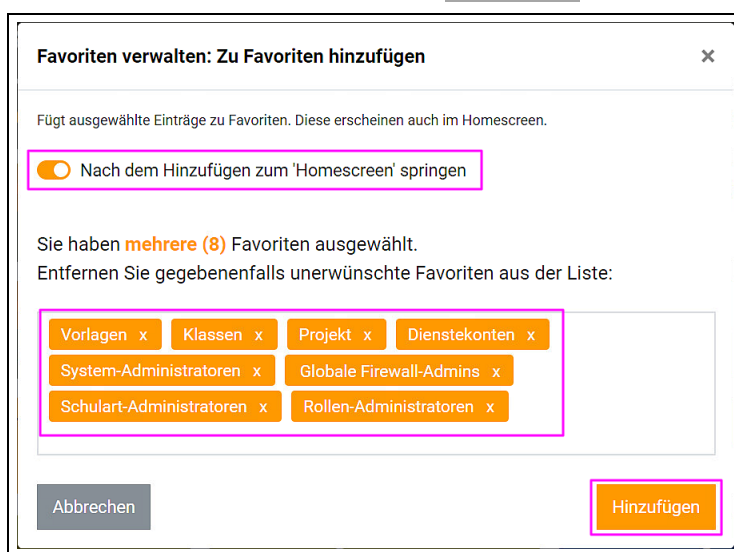 Favoriten verwalten: Zu Favoriten hinzufügen ×
Fügt ausgewählte Einträge zu Favoriten. Diese erscheinen auch im Homescreen.
Nach dem Hinzufügen zum 'Homescreen' springen
Sie haben mehrere (8) Favoriten ausgewählt.
Entfernen Sie gegebenenfalls unerwünschte Favoriten aus der Liste:
Vorlagen x Klassen x Projekt x Dienstekonten x
System-Administratoren x Globale Firewall-Admins x
Schulart-Administratoren x Rollen-Administratoren x
Abbrechen Hinzufügen